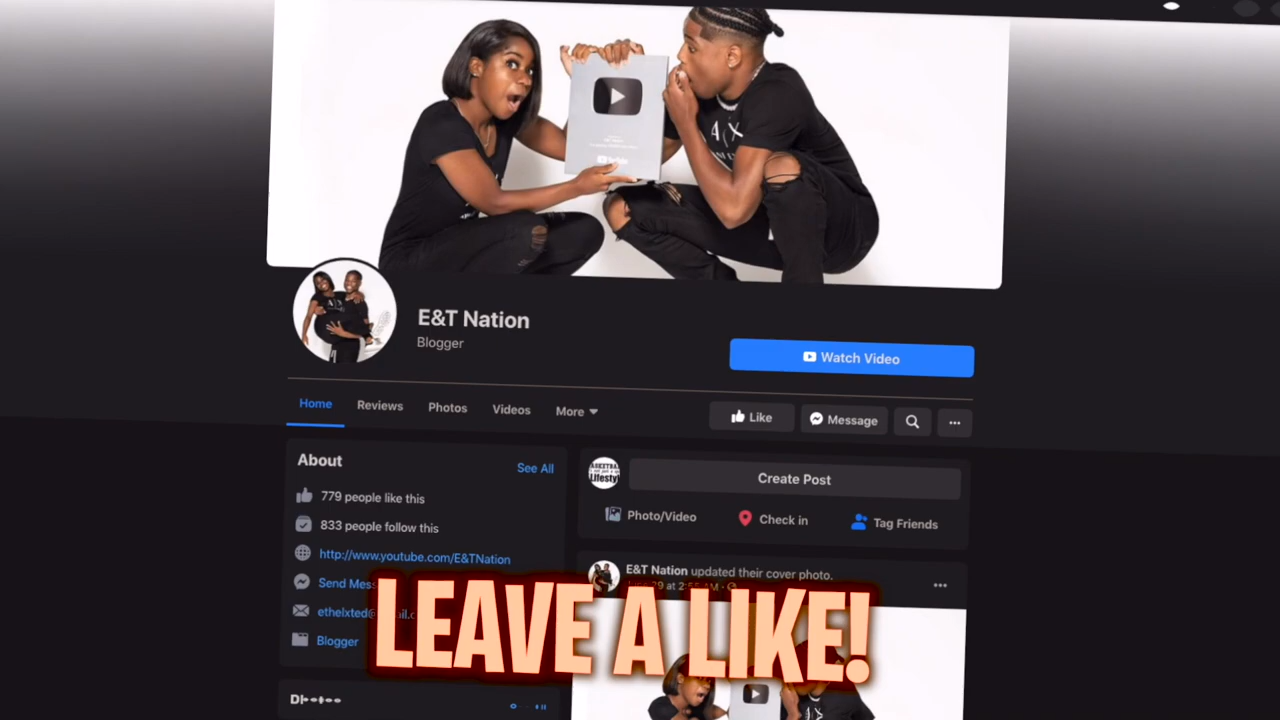 E&T Nation
Blogger
Watch Video
Home
Reviews
Photos
Videos
More
Like
Message
About
See All
779 people like this
833 people follow this
http://www.youtube.com/E&TNation
Send
Blogger
Create Post
Photo/Video
Check in
Tag Friends
E&T Nation updated their cover photo.
LEAVE A LIKE!